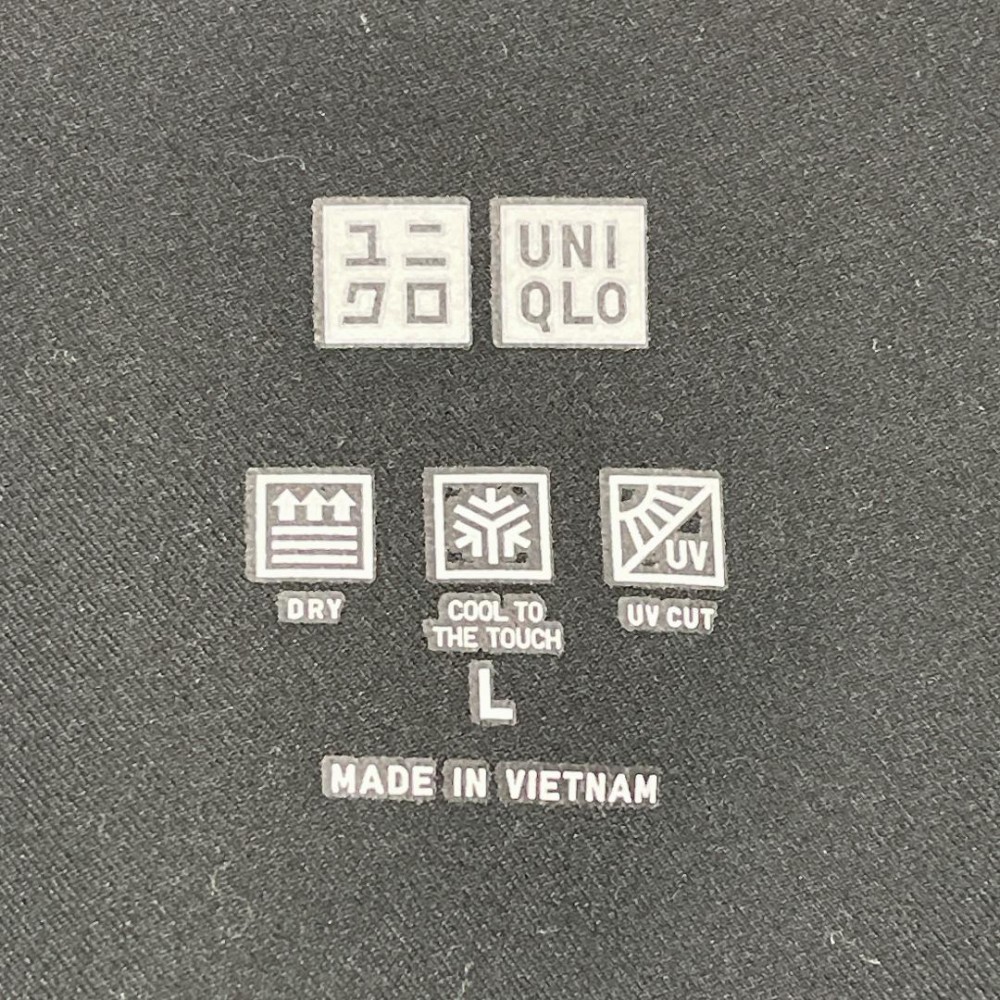 ユニ UNI
クロ QLO
UV
DRY COOL TO UV CUT
THE TOUCH
L
MADE IN VIETNAM